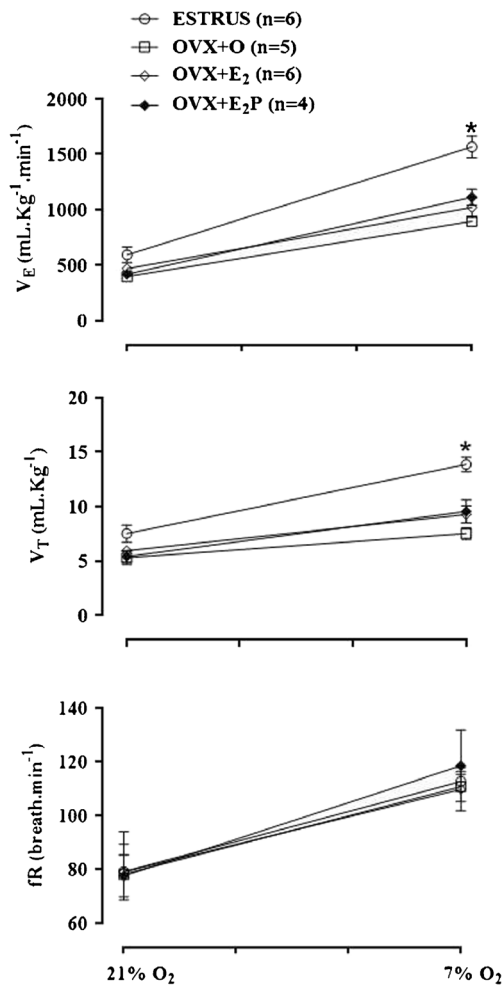 ESTRUS (n=6)
OVX+O (n=5)
OVX+E₂ (n=6)
OVX+E₂P (n=4)
2000
1500
1000
500
0
V_E (mL.Kg⁻¹.min⁻¹)
*
20
15
10
5
0
V_T (mL.Kg⁻¹)
*
140
120
100
80
60
fR (breath.min⁻¹)
21% O₂ 7% O₂